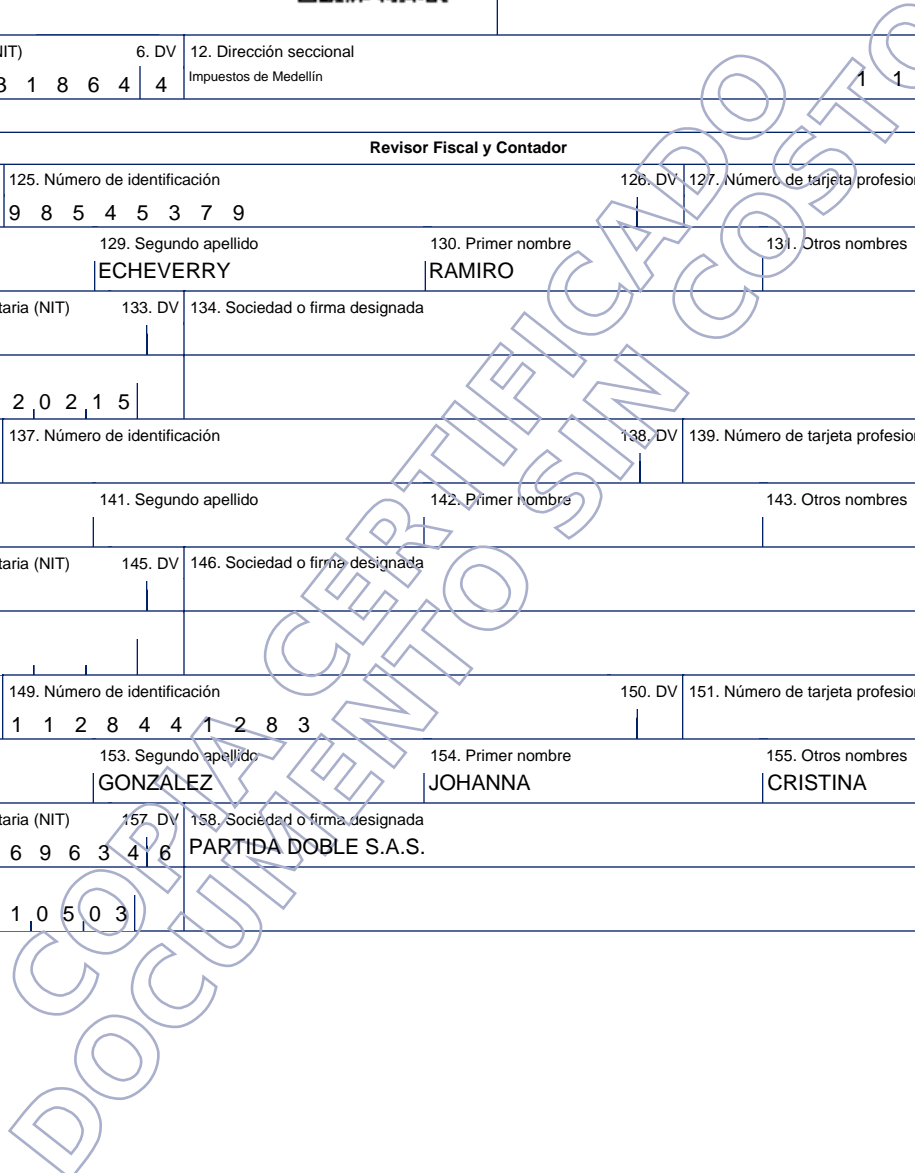 IT) 6. DV 12. Dirección seccional
3 1 8 6 4 4 Impuestos de Medellín 1 1
Revisor Fiscal y Contador
125. Número de identificación 126. DV 127. Número de tarjeta profesion
9 8 5 4 5 3 7 9
129. Segundo apellido 130. Primer nombre 131. Otros nombres
ECHEVERRY RAMIRO
taria (NIT) 133. DV 134. Sociedad o firma designada
2 0 2 1 5
137. Número de identificación 138. DV 139. Número de tarjeta profesion
141. Segundo apellido 142. Primer nombre 143. Otros nombres
taria (NIT) 145. DV 146. Sociedad o firma designada
149. Número de identificación 150. DV 151. Número de tarjeta profesion
1 1 2 8 4 4 1 2 8 3
153. Segundo apellido 154. Primer nombre 155. Otros nombres
GONZALEZ JOHANNA CRISTINA
taria (NIT) 157. DV 158. Sociedad o firma designada
6 9 6 3 4 6 PARTIDA DOBLE S.A.S.
1 0 5 0 3
COPIA CERTIFICADO
DOCUMENTO SIN COSTO